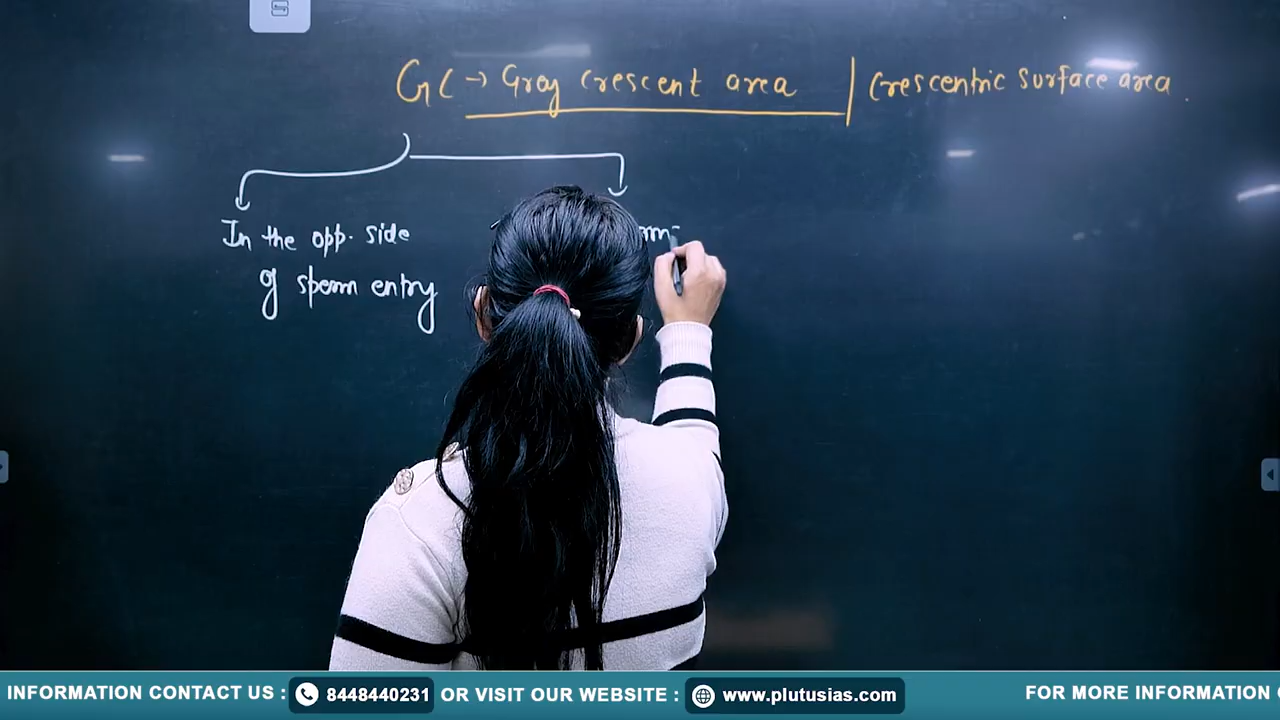 GC → Grey crescent area | Crescentric surface area
In the opp. side
of sperm entry
INFORMATION CONTACT US : 8448440231 OR VISIT OUR WEBSITE : www.plutusias.com FOR MORE INFORMATION